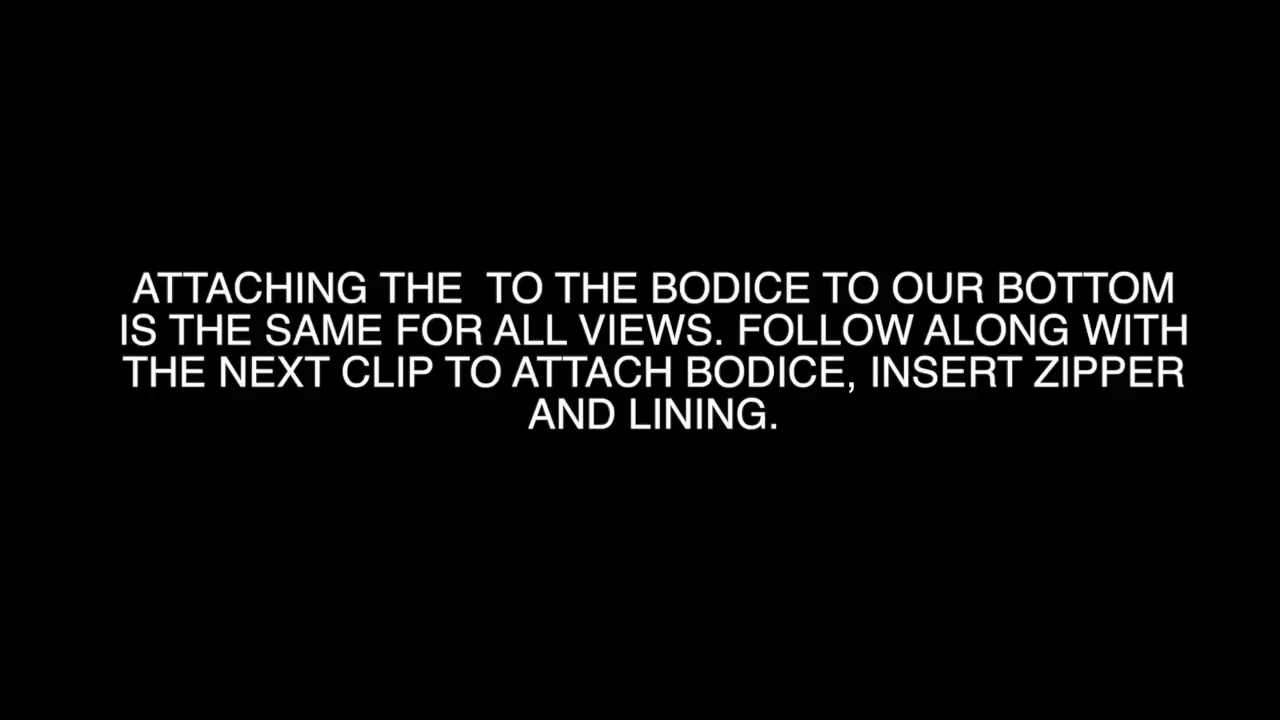 ATTACHING THE  TO THE BODICE TO OUR BOTTOM
IS THE SAME FOR ALL VIEWS. FOLLOW ALONG WITH
THE NEXT CLIP TO ATTACH BODICE, INSERT ZIPPER
AND LINING.